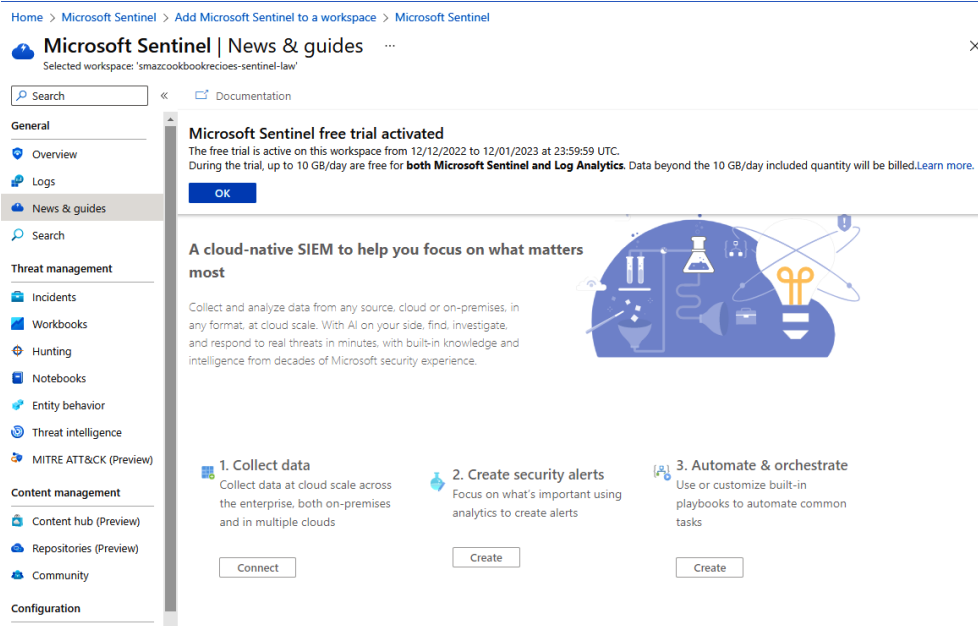 Home > Microsoft Sentinel > Add Microsoft Sentinel to a workspace > Microsoft Sentinel
Microsoft Sentinel | News & guides ...
Selected workspace: 'smazcookbookrecioes-sentinel-law'
Search
«
Documentation
General
Overview
Logs
News & guides
Search
Threat management
Incidents
Workbooks
Hunting
Notebooks
Entity behavior
Threat intelligence
MITRE ATT&CK (Preview)
Content management
Content hub (Preview)
Repositories (Preview)
Community
Configuration
Microsoft Sentinel free trial activated
The free trial is active on this workspace from 12/12/2022 to 12/01/2023 at 23:59:59 UTC.
During the trial, up to 10 GB/day are free for both Microsoft Sentinel and Log Analytics. Data beyond the 10 GB/day included quantity will be billed.Learn more.
OK
A cloud-native SIEM to help you focus on what matters
most
Collect and analyze data from any source, cloud or on-premises, in
any format, at cloud scale. With AI on your side, find, investigate,
and respond to real threats in minutes, with built-in knowledge and
intelligence from decades of Microsoft security experience.
1. Collect data
Collect data at cloud scale across
the enterprise, both on-premises
and in multiple clouds
Connect
2. Create security alerts
Focus on what's important using
analytics to create alerts
Create
3. Automate & orchestrate
Use or customize built-in
playbooks to automate common
tasks
Create